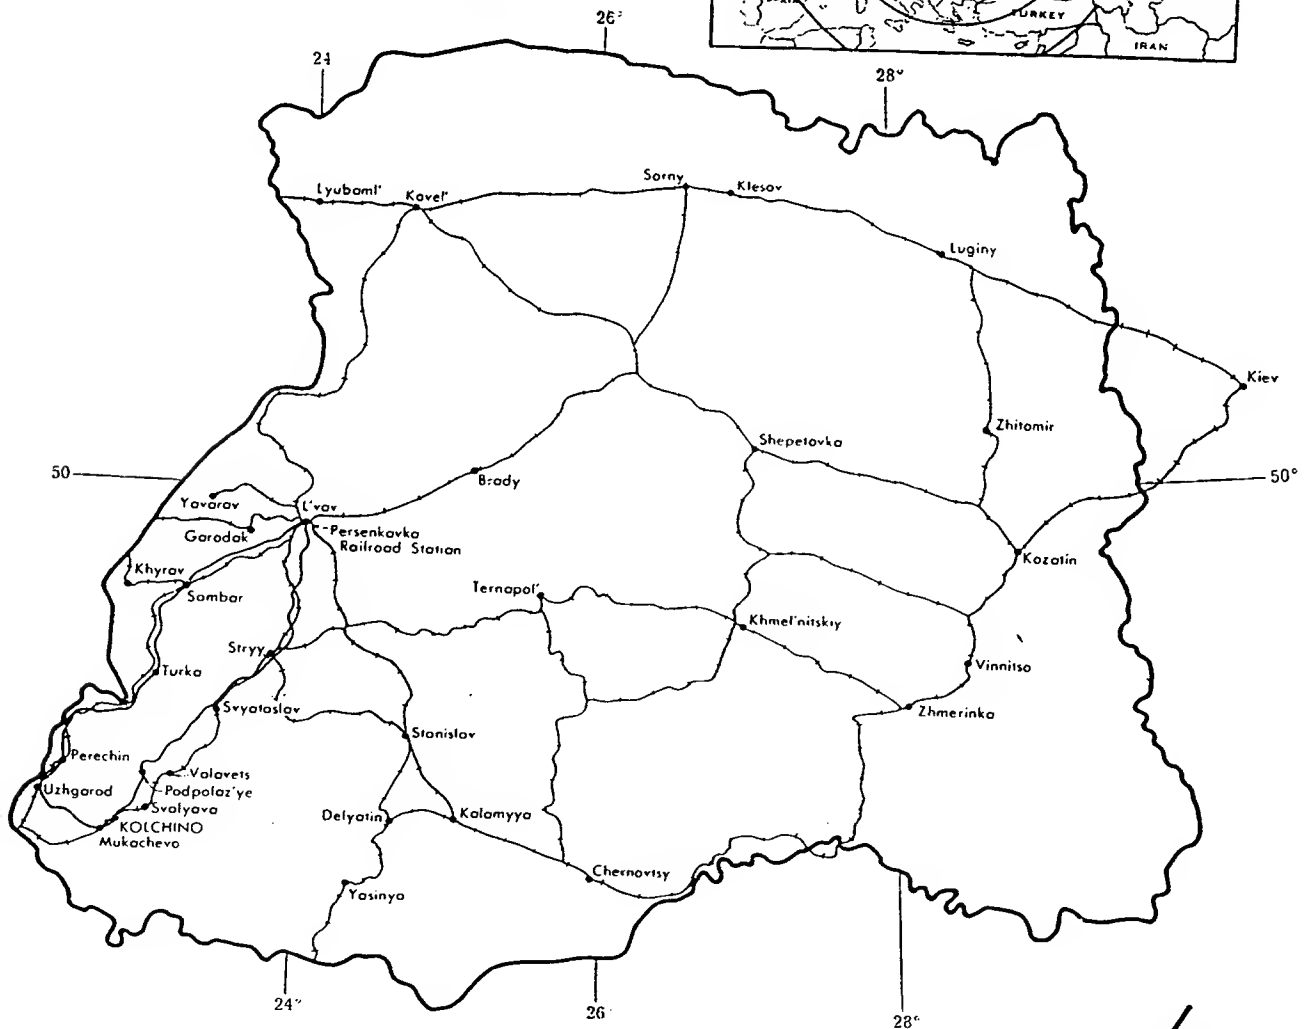 TURKEY
IRAN
26°
24
28°
Sarny
Klesov
Lyuboml'
Kovel'
Luginy
Kiev
Zhitomir
Shepetovka
50
50°
Brody
Yavorov
L'vov
Gorodok
Persenkovka
Railroad Station
Kozatin
Khyrov
Sambor
Ternopol'
Khmel'nitskiy
Stryy
Vinnitsa
Turka
Svyatoslav
Zhmerinka
Stanislav
Perechin
Volovets
Uzhgorod
Podpoloz'ye
Svalyava
Delyatin
Kolomyya
KOLCHINO
Mukachevo
Chernovtsy
Yasinya
24°
26
28°